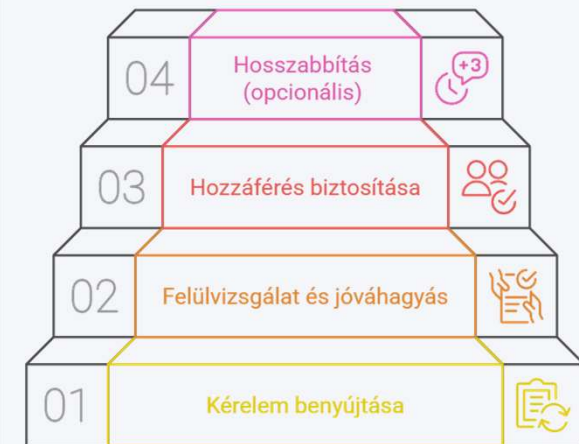 04
Hosszabbítás
(opcionális)
+3
03
Hozzáférés biztosítása
02
Felülvizsgálat és jóváhagyás
01
Kérelem benyújtása